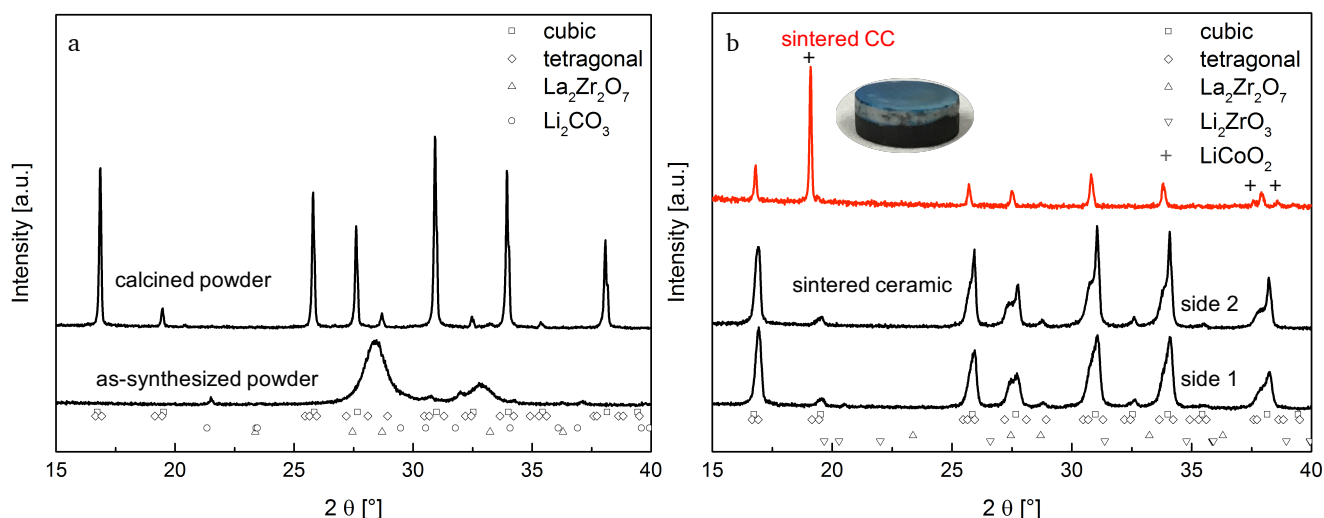 a
□ cubic
◇ tetragonal
△ La₂Zr₂O₇
○ Li₂CO₃
calcined powder
as-synthesized powder
Intensity [a.u.]
15 20 25 30 35 40
2 θ [°]
b
sintered CC
□ cubic
◇ tetragonal
△ La₂Zr₂O₇
▽ Li₂ZrO₃
+ LiCoO₂
sintered ceramic
side 2
side 1
Intensity [a.u.]
15 20 25 30 35 40
2 θ [°]